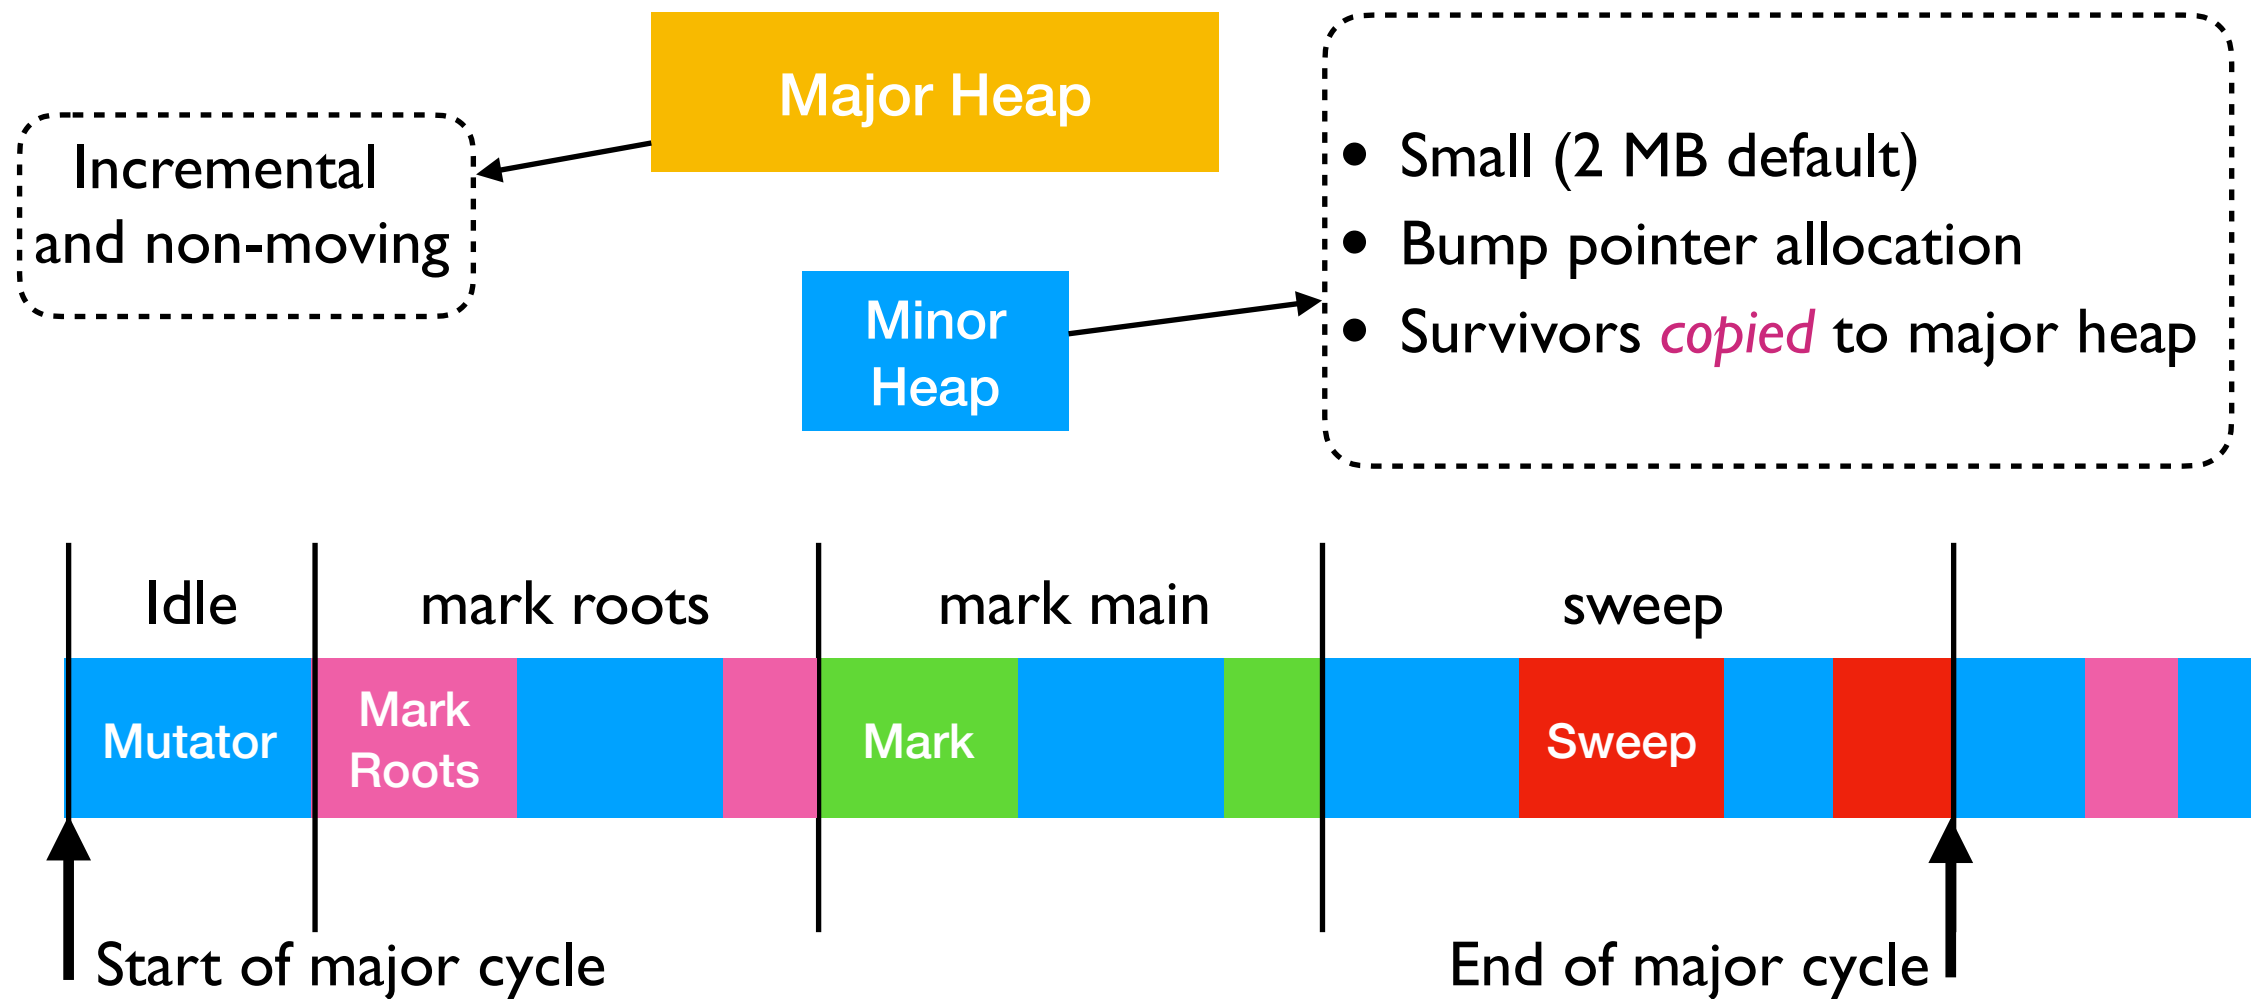 Major Heap
Incremental
and non-moving
• Small (2 MB default)
• Bump pointer allocation
• Survivors copied to major heap
Minor
Heap
Idle
mark roots
mark main
sweep
Mutator
Mark
Roots
Mark
Sweep
Start of major cycle
End of major cycle